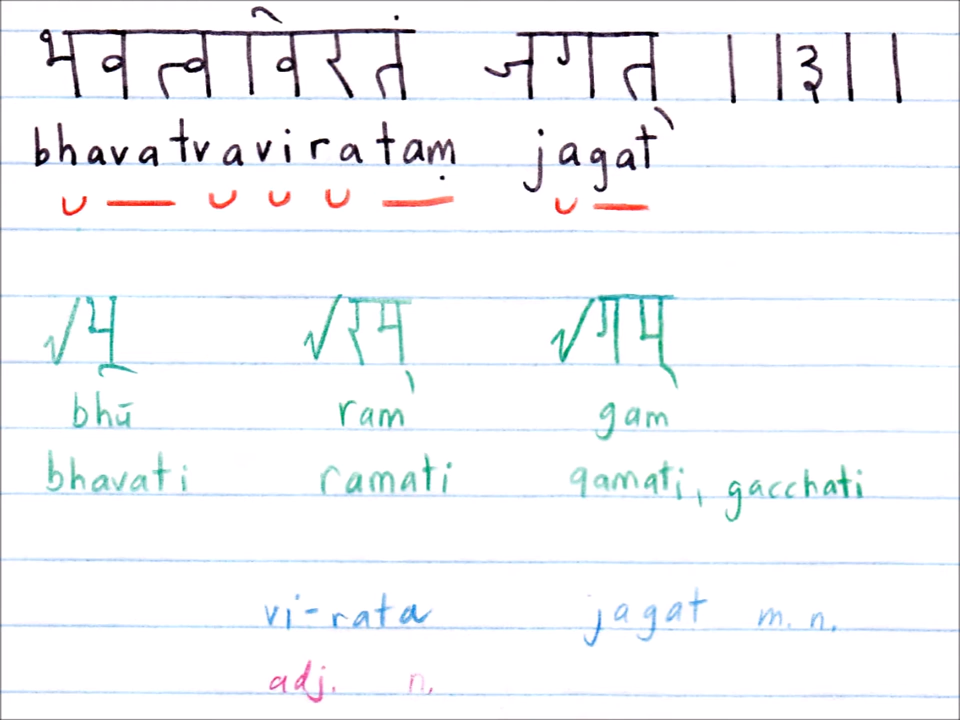 भवत्वविरतं जगत् ||३||
bhavatvavirataṃ jagat
√भू √रम् √गम्
bhū ram gam
bhavati ramati gamati, gacchati
vi-rata jagat m. n.
adj. n.